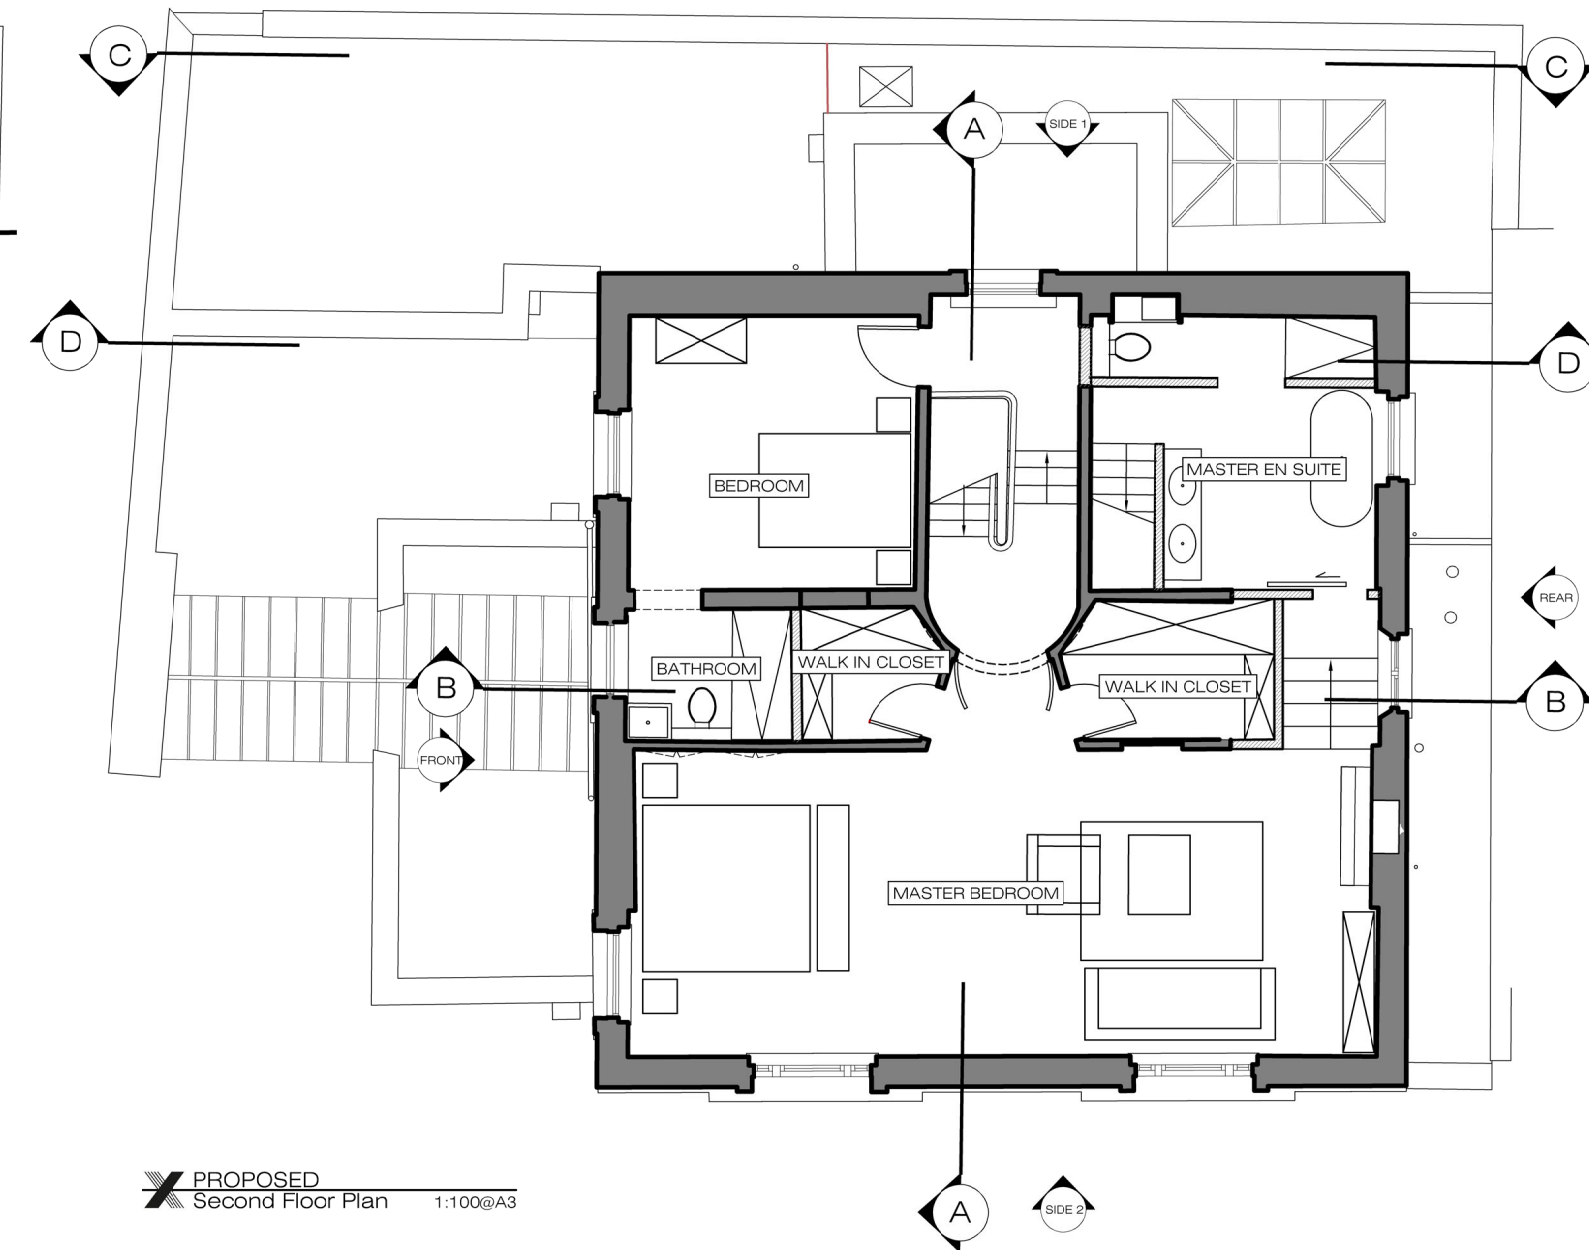 C
C
A
SIDE 1
D
D
MASTER EN SUITE
BEDROOM
REAR
BATHROOM
WALK IN CLOSET
WALK IN CLOSET
B
B
FRONT
MASTER BEDROOM
PROPOSED
Second Floor Plan 1:100@A3
A
SIDE 2